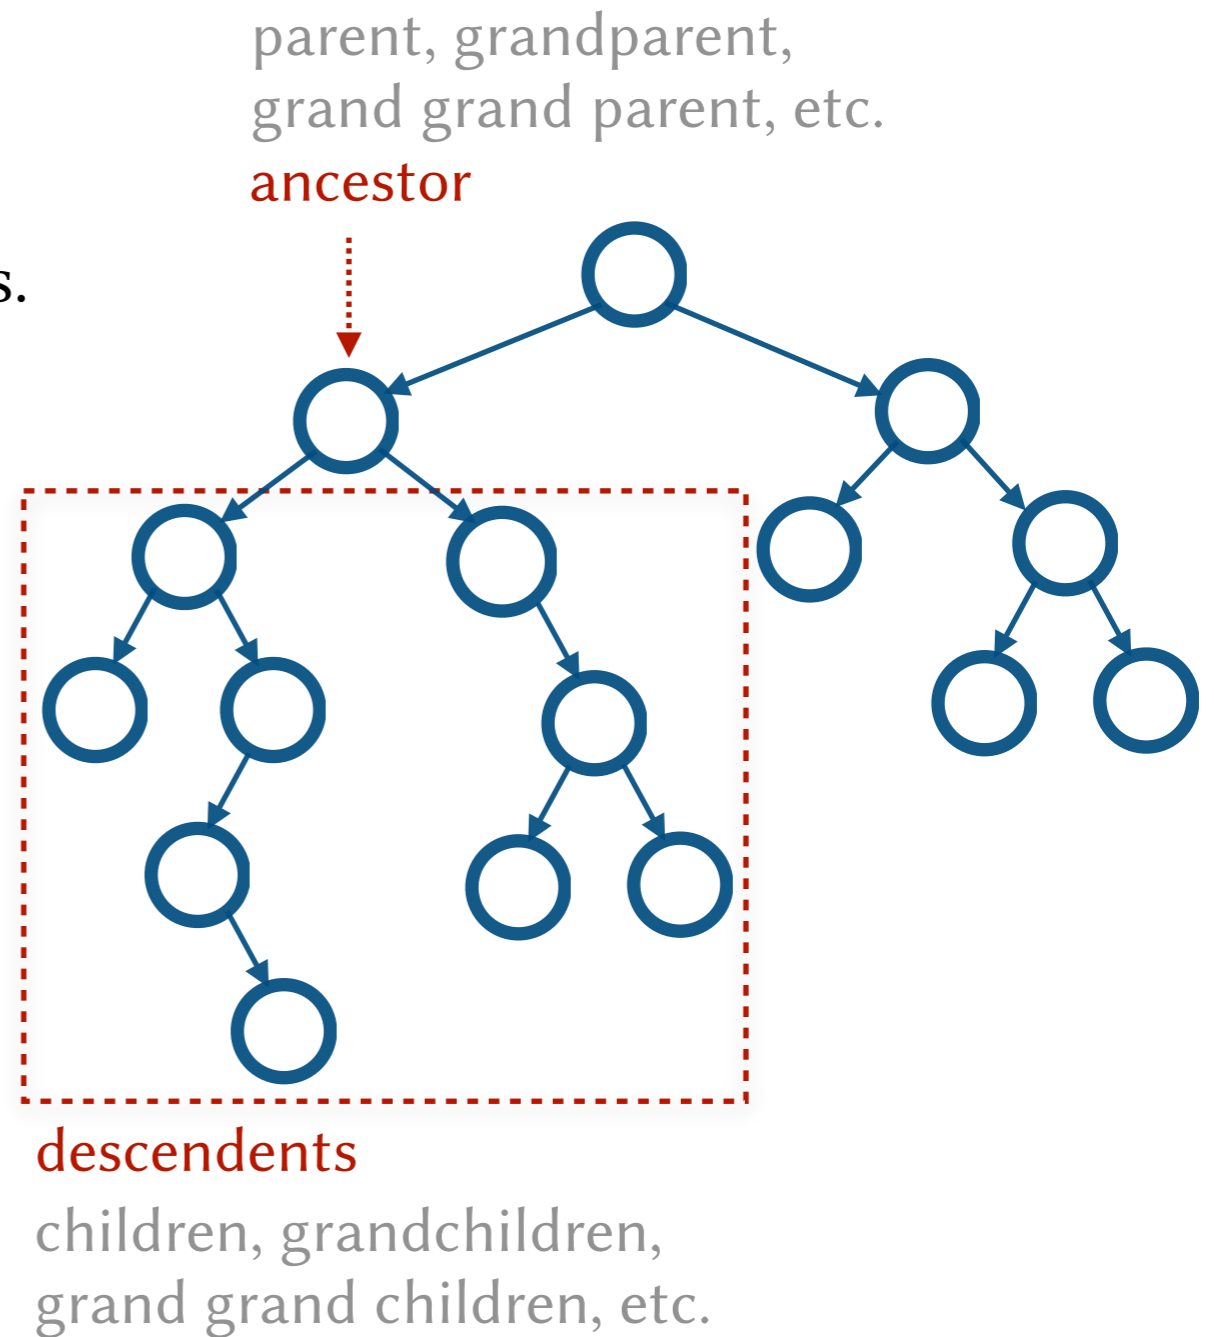 parent, grandparent,
grand grand parent, etc.
ancestor
s.
descendents
children, grandchildren,
grand grand children, etc.